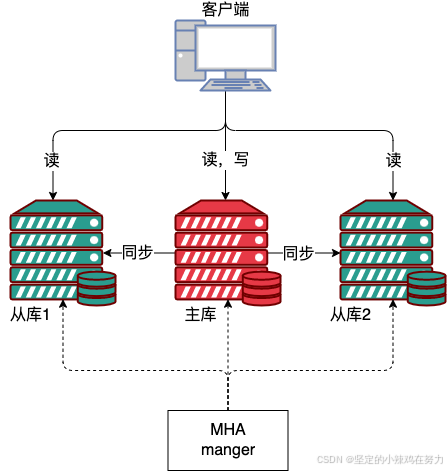 客户端
读
读，写
读
同步
同步
从库1
主库
从库2
MHA
manger
CSDN @坚定的小辣鸡在努力